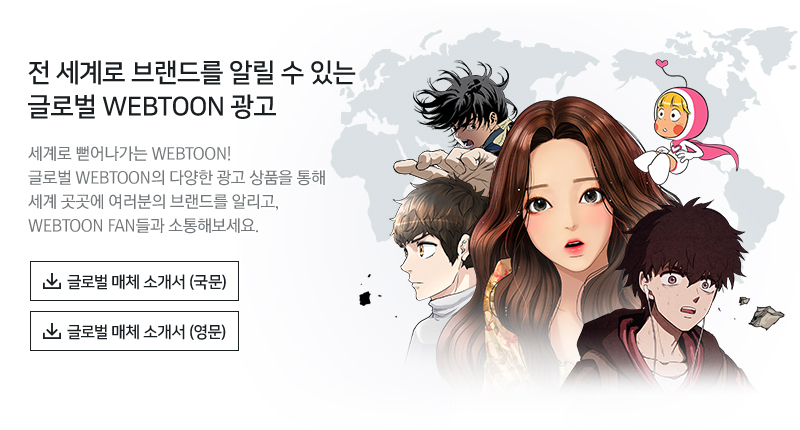 전 세계로 브랜드를 알릴 수 있는
글로벌 WEBTOON 광고
세계로 뻗어나가는 WEBTOON!
글로벌 WEBTOON의 다양한 광고 상품을 통해
세계 곳곳에 여러분의 브랜드를 알리고,
WEBTOON FAN들과 소통해보세요.
글로벌 매체 소개서 (국문)
글로벌 매체 소개서 (영문)